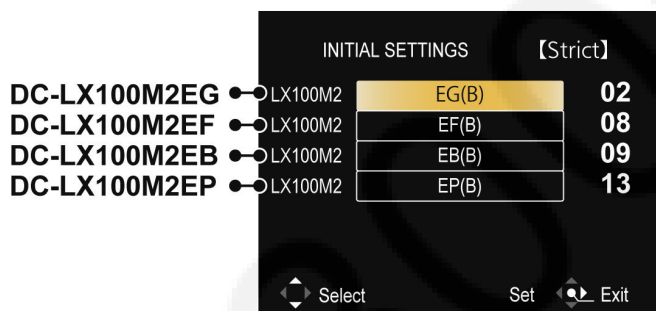 INITIAL SETTINGS 【Strict】
DC-LX100M2EG LX100M2 EG(B) 02
DC-LX100M2EF LX100M2 EF(B) 08
DC-LX100M2EB LX100M2 EB(B) 09
DC-LX100M2EP LX100M2 EP(B) 13
Select Set Exit